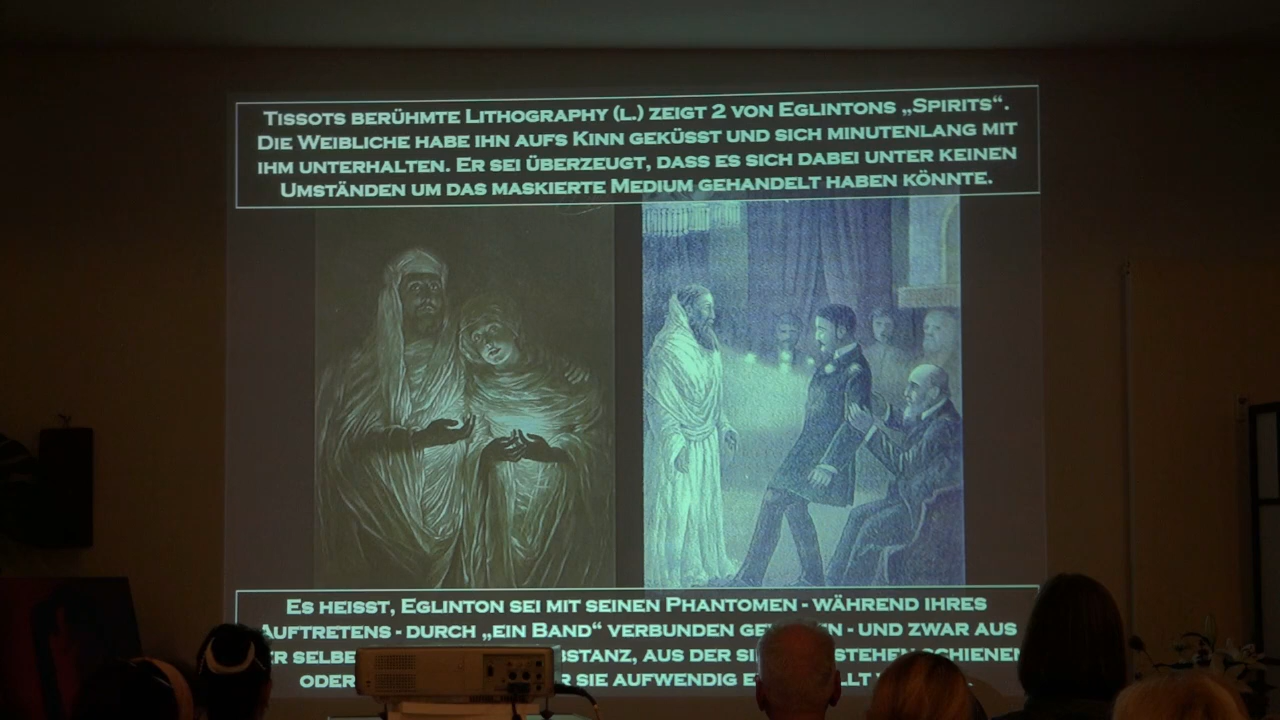 Tissots berühmte Lithography (l.) zeigt 2 von Eglintons „Spirits“.
Die Weibliche habe ihn aufs Kinn geküsst und sich minutenlang mit
ihm unterhalten. Er sei überzeugt, dass es sich dabei unter keinen
Umständen um das maskierte Medium gehandelt haben könnte.
Es heisst, Eglinton sei mit seinen Phantomen - während ihres
Auftretens - durch „ein Band“ verbunden - und zwar aus
selbe aus der
oder sie aufwendig